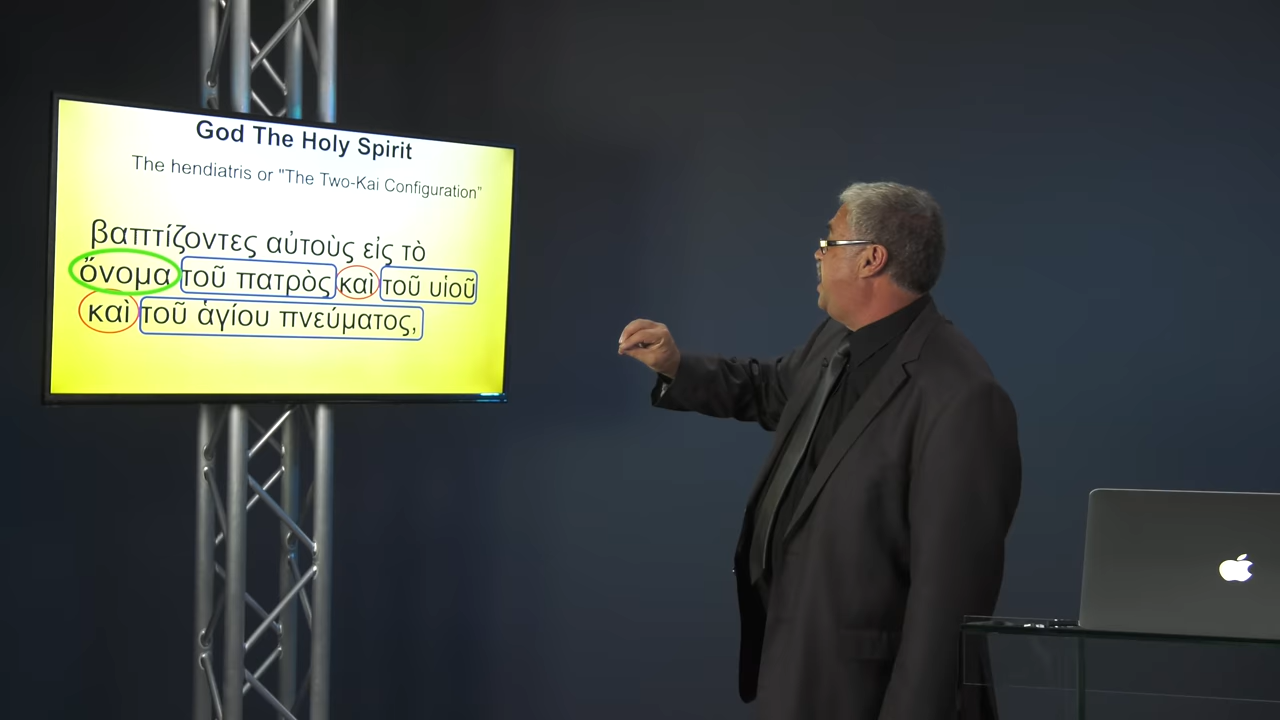 God The Holy Spirit
The hendiatris or "The Two-Kai Configuration"
βαπτίζοντες αὐτοὺς εἰς τὸ
ὄνομα τοῦ πατρὸς καὶ τοῦ υἱοῦ
καὶ τοῦ ἁγίου πνεύματος,